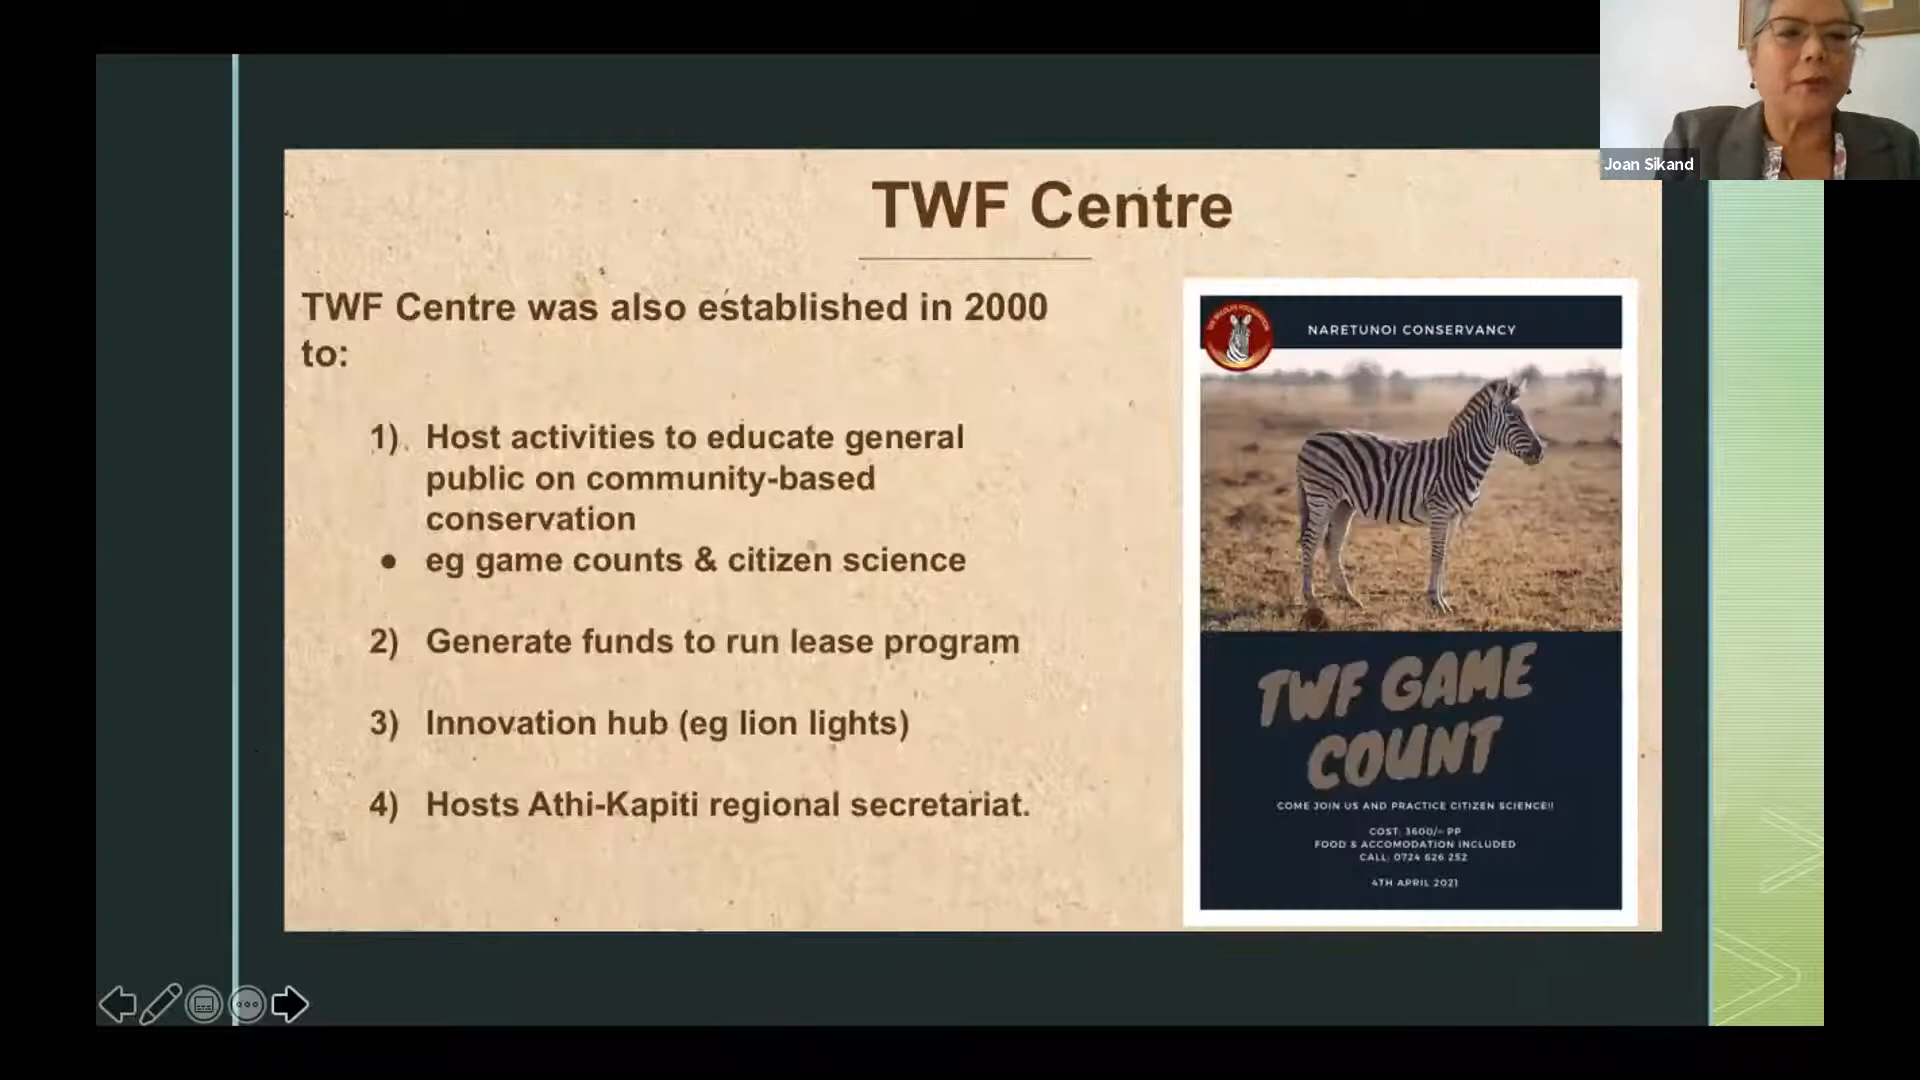 Joan Sikand
TWF Centre
TWF Centre was also established in 2000
to:
1). Host activities to educate general
public on community-based
conservation
● eg game counts & citizen science
2) Generate funds to run lease program
3) Innovation hub (eg lion lights)
4) Hosts Athi-Kapiti regional secretariat.
NARETUNOI CONSERVANCY
TWF GAME
COUNT
COME JOIN US AND PRACTICE CITIZEN SCIENCE!!
COST: 3600/- PP
FOOD & ACCOMODATION INCLUDED
CALL: 0724 626 252
4TH APRIL 2021